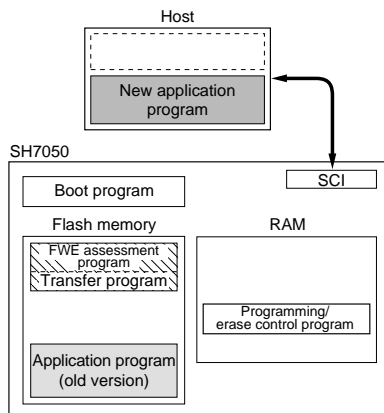 Host
New application
program
SH7050
SCI
Boot program
Flash memory
RAM
FWE assessment
program
Transfer program
Programming/
erase control program
Application program
(old version)